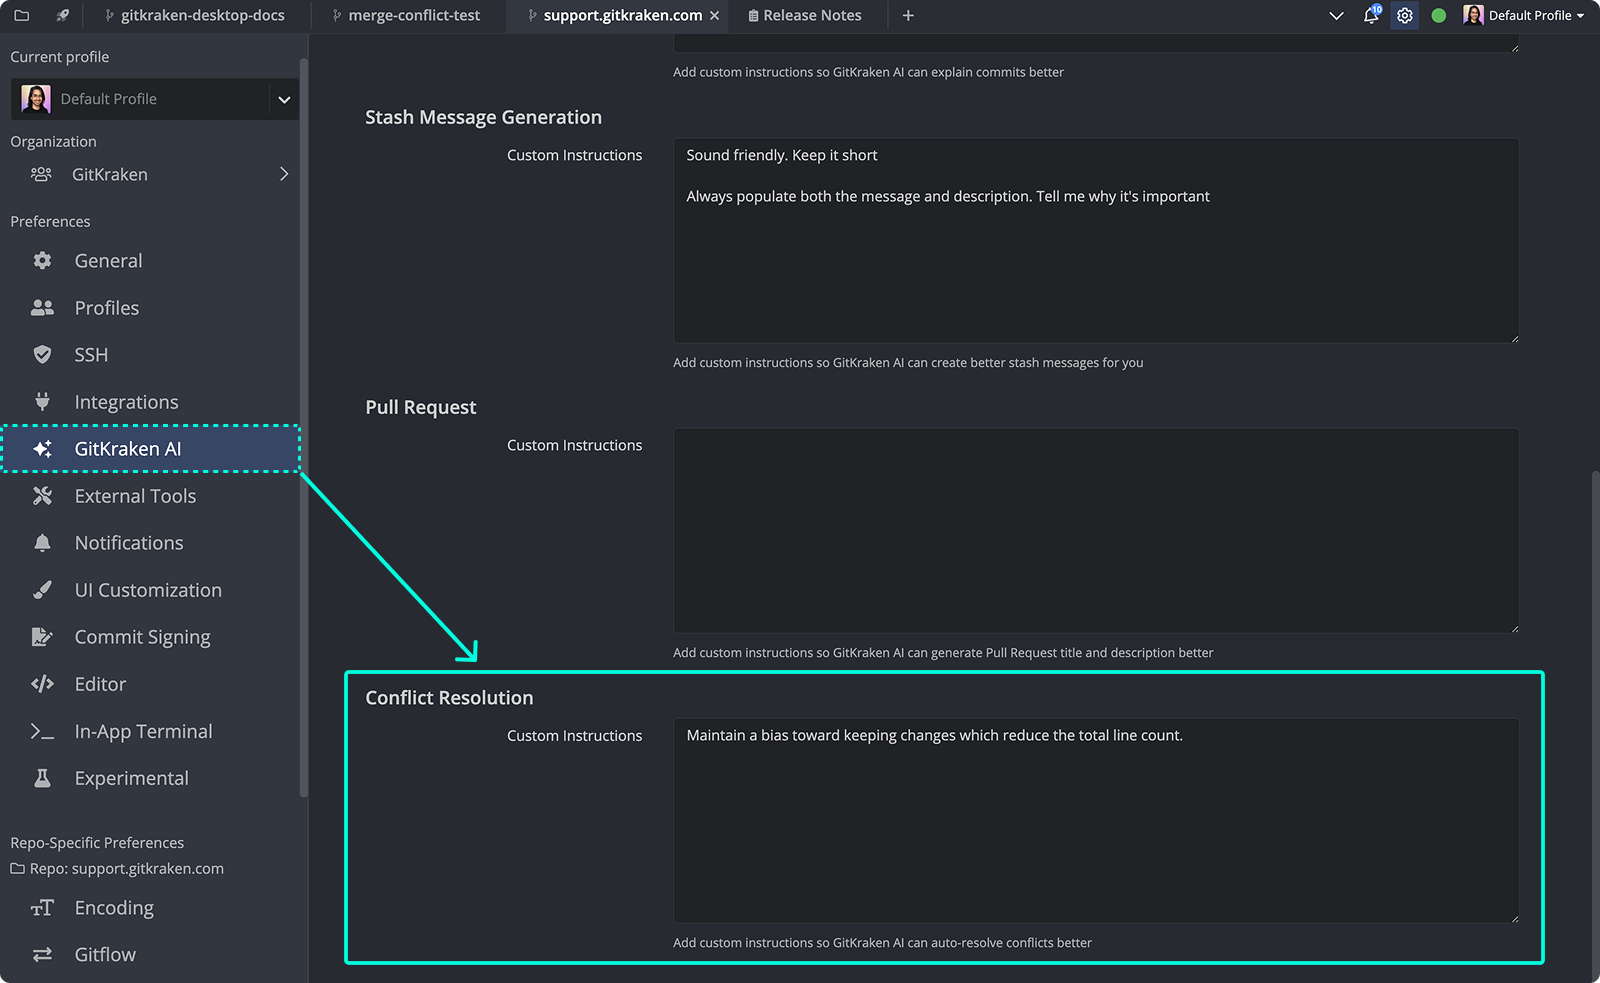 gitkraken-desktop-docs
merge-conflict-test
support.gitkraken.com
Release Notes
10
Default Profile
Current profile
Default Profile
Organization
GitKraken
Preferences
General
Profiles
SSH
Integrations
GitKraken AI
External Tools
Notifications
UI Customization
Commit Signing
Editor
In-App Terminal
Experimental
Repo-Specific Preferences
Repo: support.gitkraken.com
Encoding
Gitflow
Add custom instructions so GitKraken AI can explain commits better
Stash Message Generation
Custom Instructions
Sound friendly. Keep it short
Always populate both the message and description. Tell me why it's important
Add custom instructions so GitKraken AI can create better stash messages for you
Pull Request
Custom Instructions
Add custom instructions so GitKraken AI can generate Pull Request title and description better
Conflict Resolution
Custom Instructions
Maintain a bias toward keeping changes which reduce the total line count.
Add custom instructions so GitKraken AI can auto-resolve conflicts better